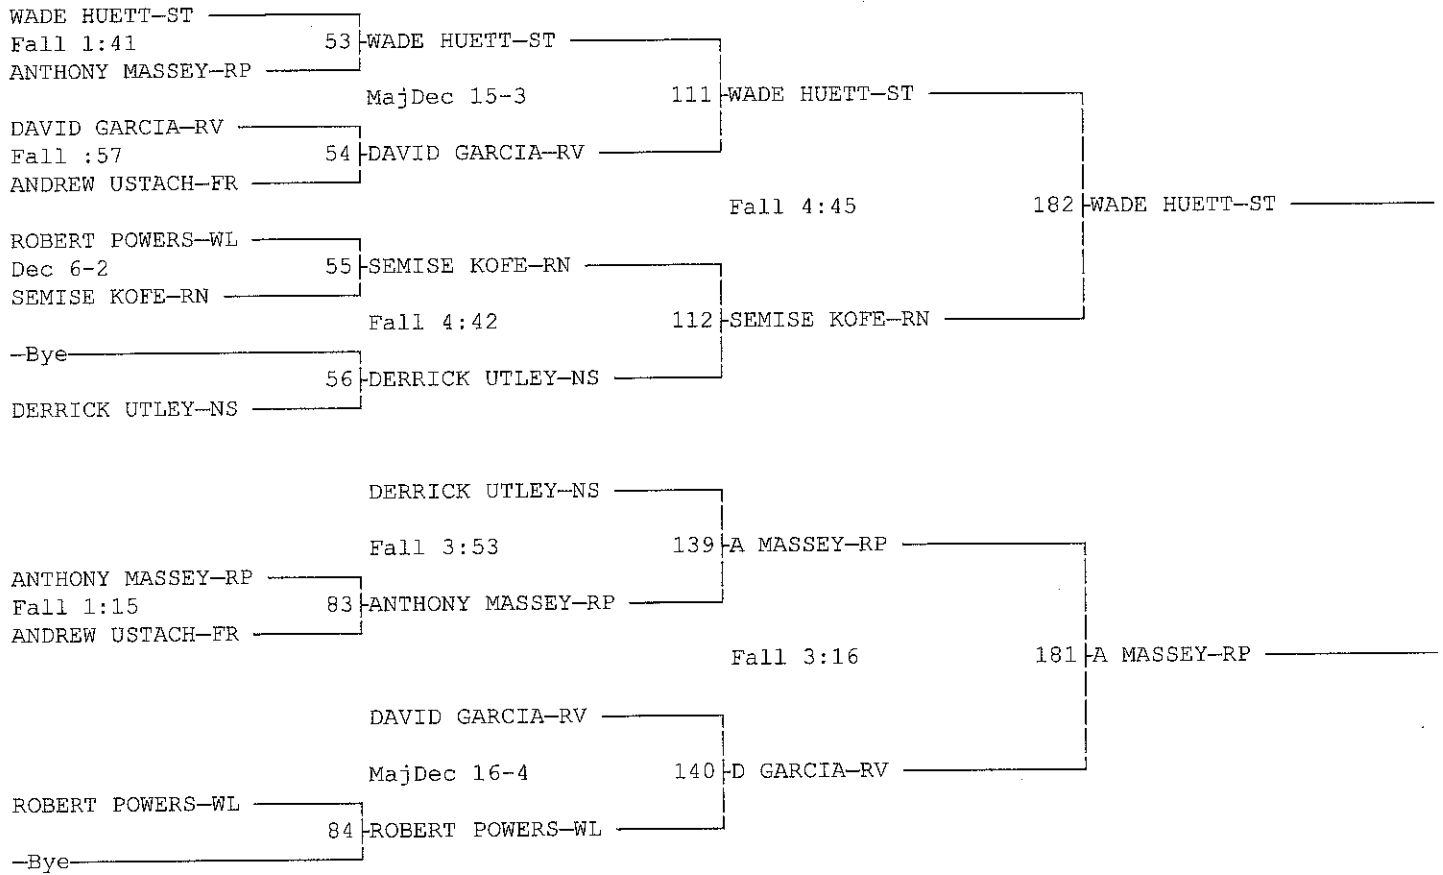 WADE HUETT—ST
Fall 1:41 53 WADE HUETT—ST
ANTHONY MASSEY—RP
MajDec 15-3 111 WADE HUETT—ST
DAVID GARCIA—RV
Fall :57 54 DAVID GARCIA—RV
ANDREW USTACH—FR
Fall 4:45 182 WADE HUETT—ST
ROBERT POWERS—WL
Dec 6-2 55 SEMISE KOFE—RN
SEMISE KOFE—RN
Fall 4:42 112 SEMISE KOFE—RN
—Bye
56 DERRICK UTLEY—NS
DERRICK UTLEY—NS
DERRICK UTLEY—NS
Fall 3:53 139 A MASSEY—RP
ANTHONY MASSEY—RP
Fall 1:15 83 ANTHONY MASSEY—RP
ANDREW USTACH—FR
Fall 3:16 181 A MASSEY—RP
DAVID GARCIA—RV
MajDec 16-4 140 D GARCIA—RV
ROBERT POWERS—WL
84 ROBERT POWERS—WL
—Bye